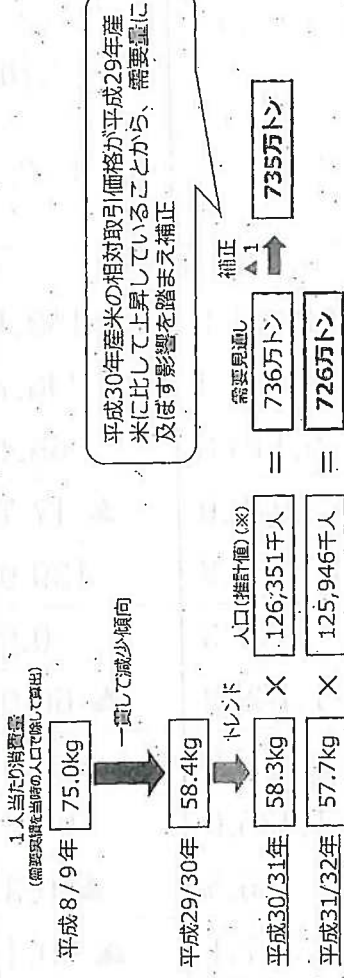 1人当たり消費量
(需要実績を当時の人口で除して算出)
平成8/9年 75.0kg
一貫して減少傾向
平成29/30年 58.4kg
トレンド
人口(推計値)(※)
需要見通し
補正
▲1
平成30/31年 58.3kg × 126,351千人 = 736万トン 735万トン
平成31/32年 57.7kg × 125,946千人 = 726万トン
平成30年産米の相対取引価格が平成29年産
米に比して上昇していることから、需要量に
及ぼす影響を踏まえ補正